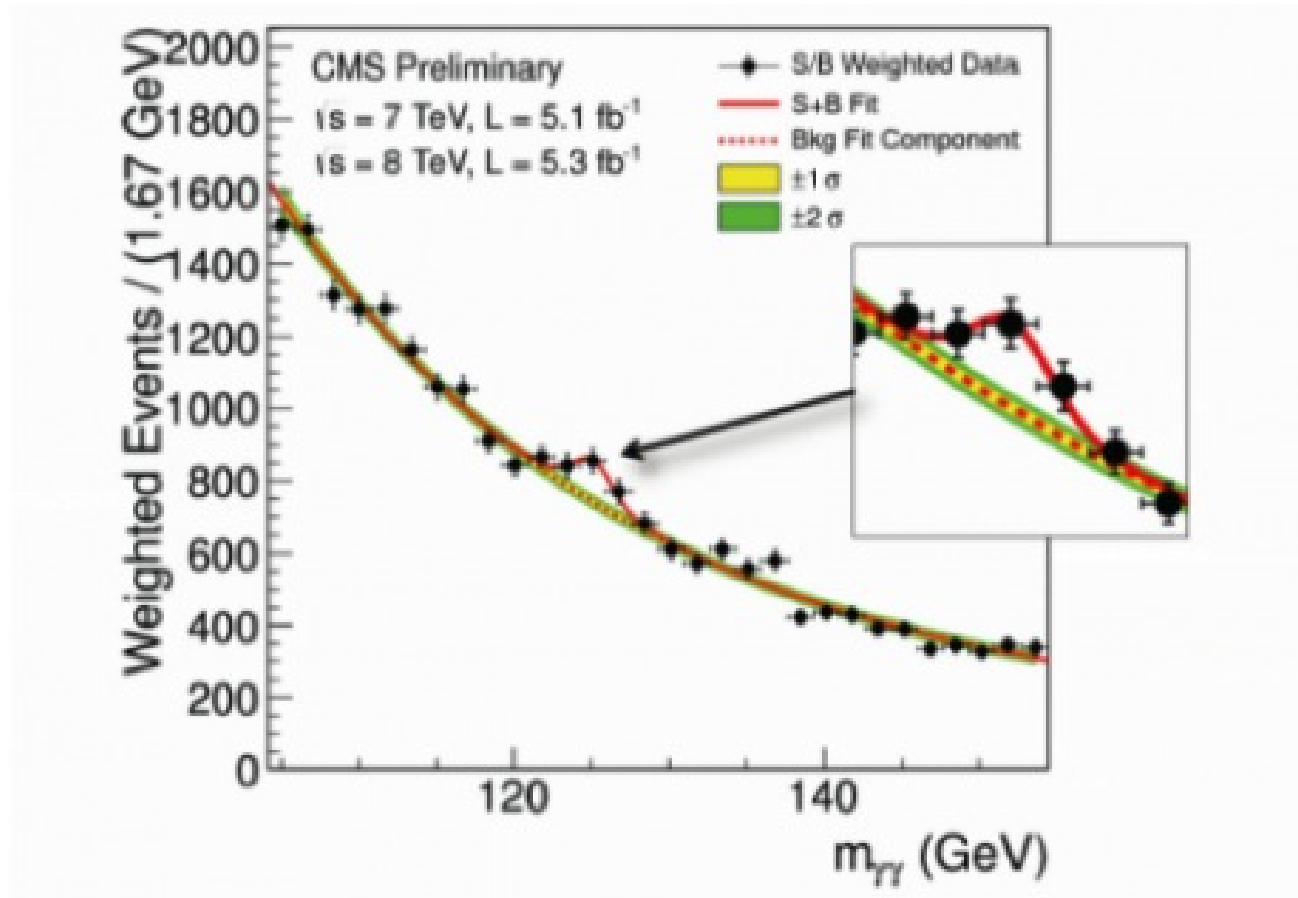 CMS Preliminary
√s = 7 TeV, L = 5.1 fb⁻¹
√s = 8 TeV, L = 5.3 fb⁻¹
S/B Weighted Data
S+B Fit
Bkg Fit Component
±1 σ
±2 σ
Weighted Events / (1.67 GeV)
2000
1800
1600
1400
1200
1000
800
600
400
200
0
120 140
mγγ (GeV)